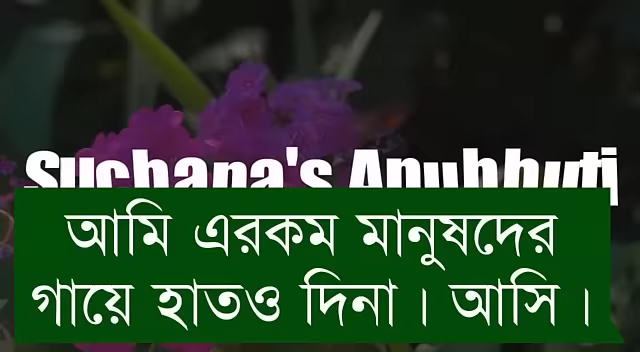 Suchana's Anubhuti
আমি এরকম মানুষদের
গায়ে হাতও দিনা। আসি।